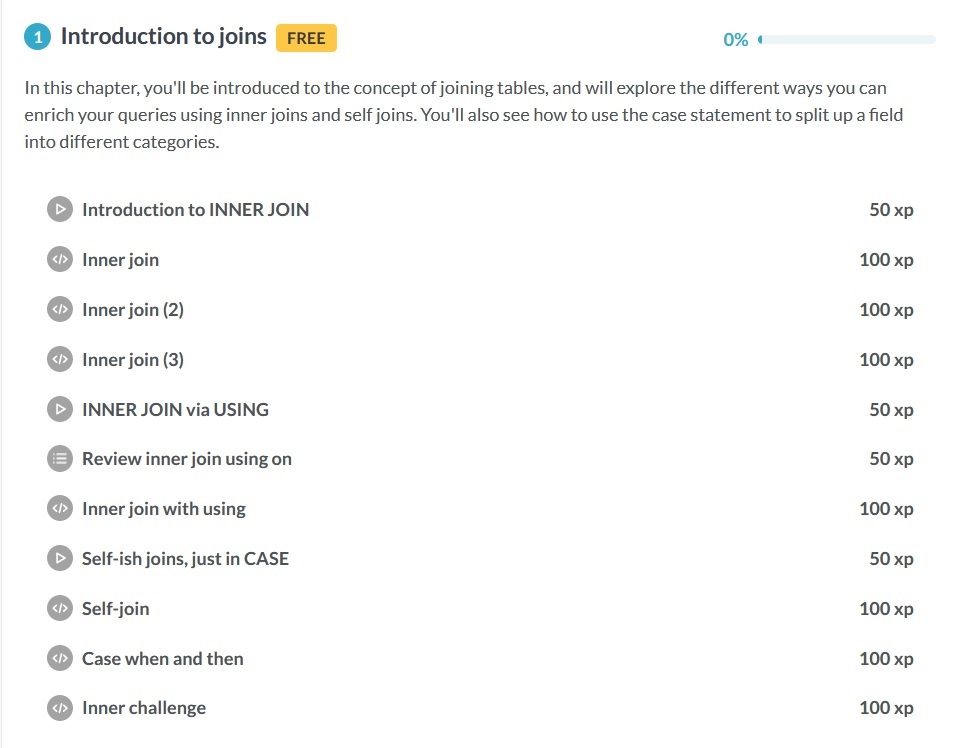 1 Introduction to joins FREE 0%
In this chapter, you'll be introduced to the concept of joining tables, and will explore the different ways you can
enrich your queries using inner joins and self joins. You'll also see how to use the case statement to split up a field
into different categories.
Introduction to INNER JOIN 50 xp
Inner join 100 xp
Inner join (2) 100 xp
Inner join (3) 100 xp
INNER JOIN via USING 50 xp
Review inner join using on 50 xp
Inner join with using 100 xp
Self-ish joins, just in CASE 50 xp
Self-join 100 xp
Case when and then 100 xp
Inner challenge 100 xp